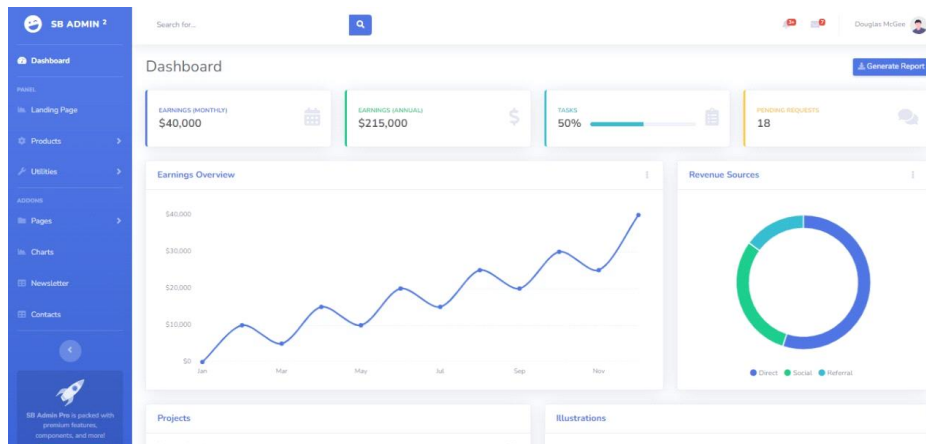 SB ADMIN 2
Dashboard
PANEL
Landing Page
Products
Utilities
ADDONS
Pages
Charts
Newsletter
Contacts
SB Admin Pro is packed with
premium features,
components, and more!
Search for...
3+
7
Douglas McGee
Dashboard
Generate Report
EARNINGS (MONTHLY)
$40,000
EARNINGS (ANNUAL)
$215,000
TASKS
50%
PENDING REQUESTS
18
Earnings Overview
$40,000
$30,000
$20,000
$10,000
$0
Jan Mar May Jul Sep Nov
Revenue Sources
Direct Social Referral
Projects
Illustrations